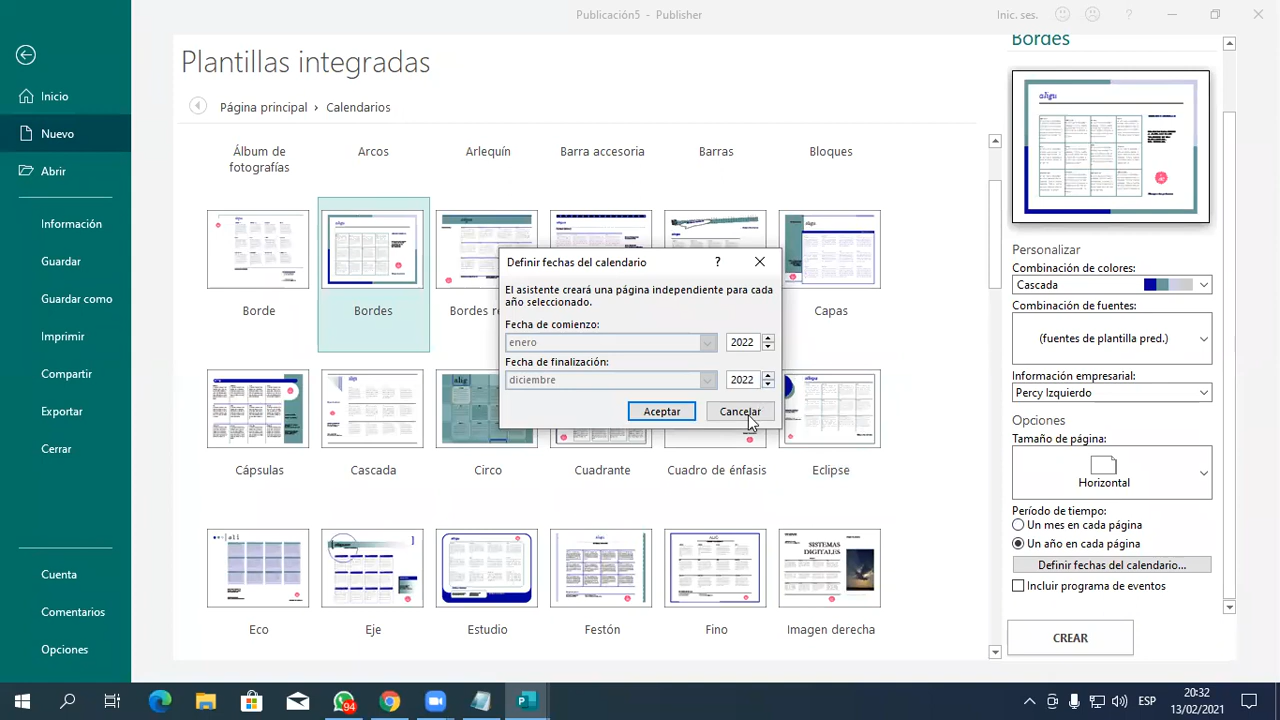 Publicación5 - Publisher
Inic. ses.
?
Inicio
Nuevo
Abrir
Información
Guardar
Guardar como
Imprimir
Compartir
Exportar
Cerrar
Cuenta
Comentarios
Opciones
Plantillas integradas
Página principal › Calendarios
Álbum de fotografías
Arcos
Arlequín
Barra accesoria
Barras
Bloques
Borde
Bordes
Bordes re
Capas
Cápsulas
Cascada
Circo
Cuadrante
Cuadro de énfasis
Eclipse
Eco
Eje
Estudio
Festón
Fino
SISTEMAS
DIGITALES
Imagen derecha
Definir fechas del calendario
?
El asistente creará una página independiente para cada
año seleccionado.
Fecha de comienzo:
enero
2022
Fecha de finalización:
diciembre
2022
Aceptar
Cancelar
Bordes
Personalizar
Combinación de colores:
Cascada
Combinación de fuentes:
(fuentes de plantilla pred.)
Información empresarial:
Percy Izquierdo
Opciones
Tamaño de página:
Horizontal
Período de tiempo:
Un mes en cada página
Un año en cada página
Definir fechas del calendario...
Incluir programa de eventos
CREAR
94
ESP
20:32
13/02/2021